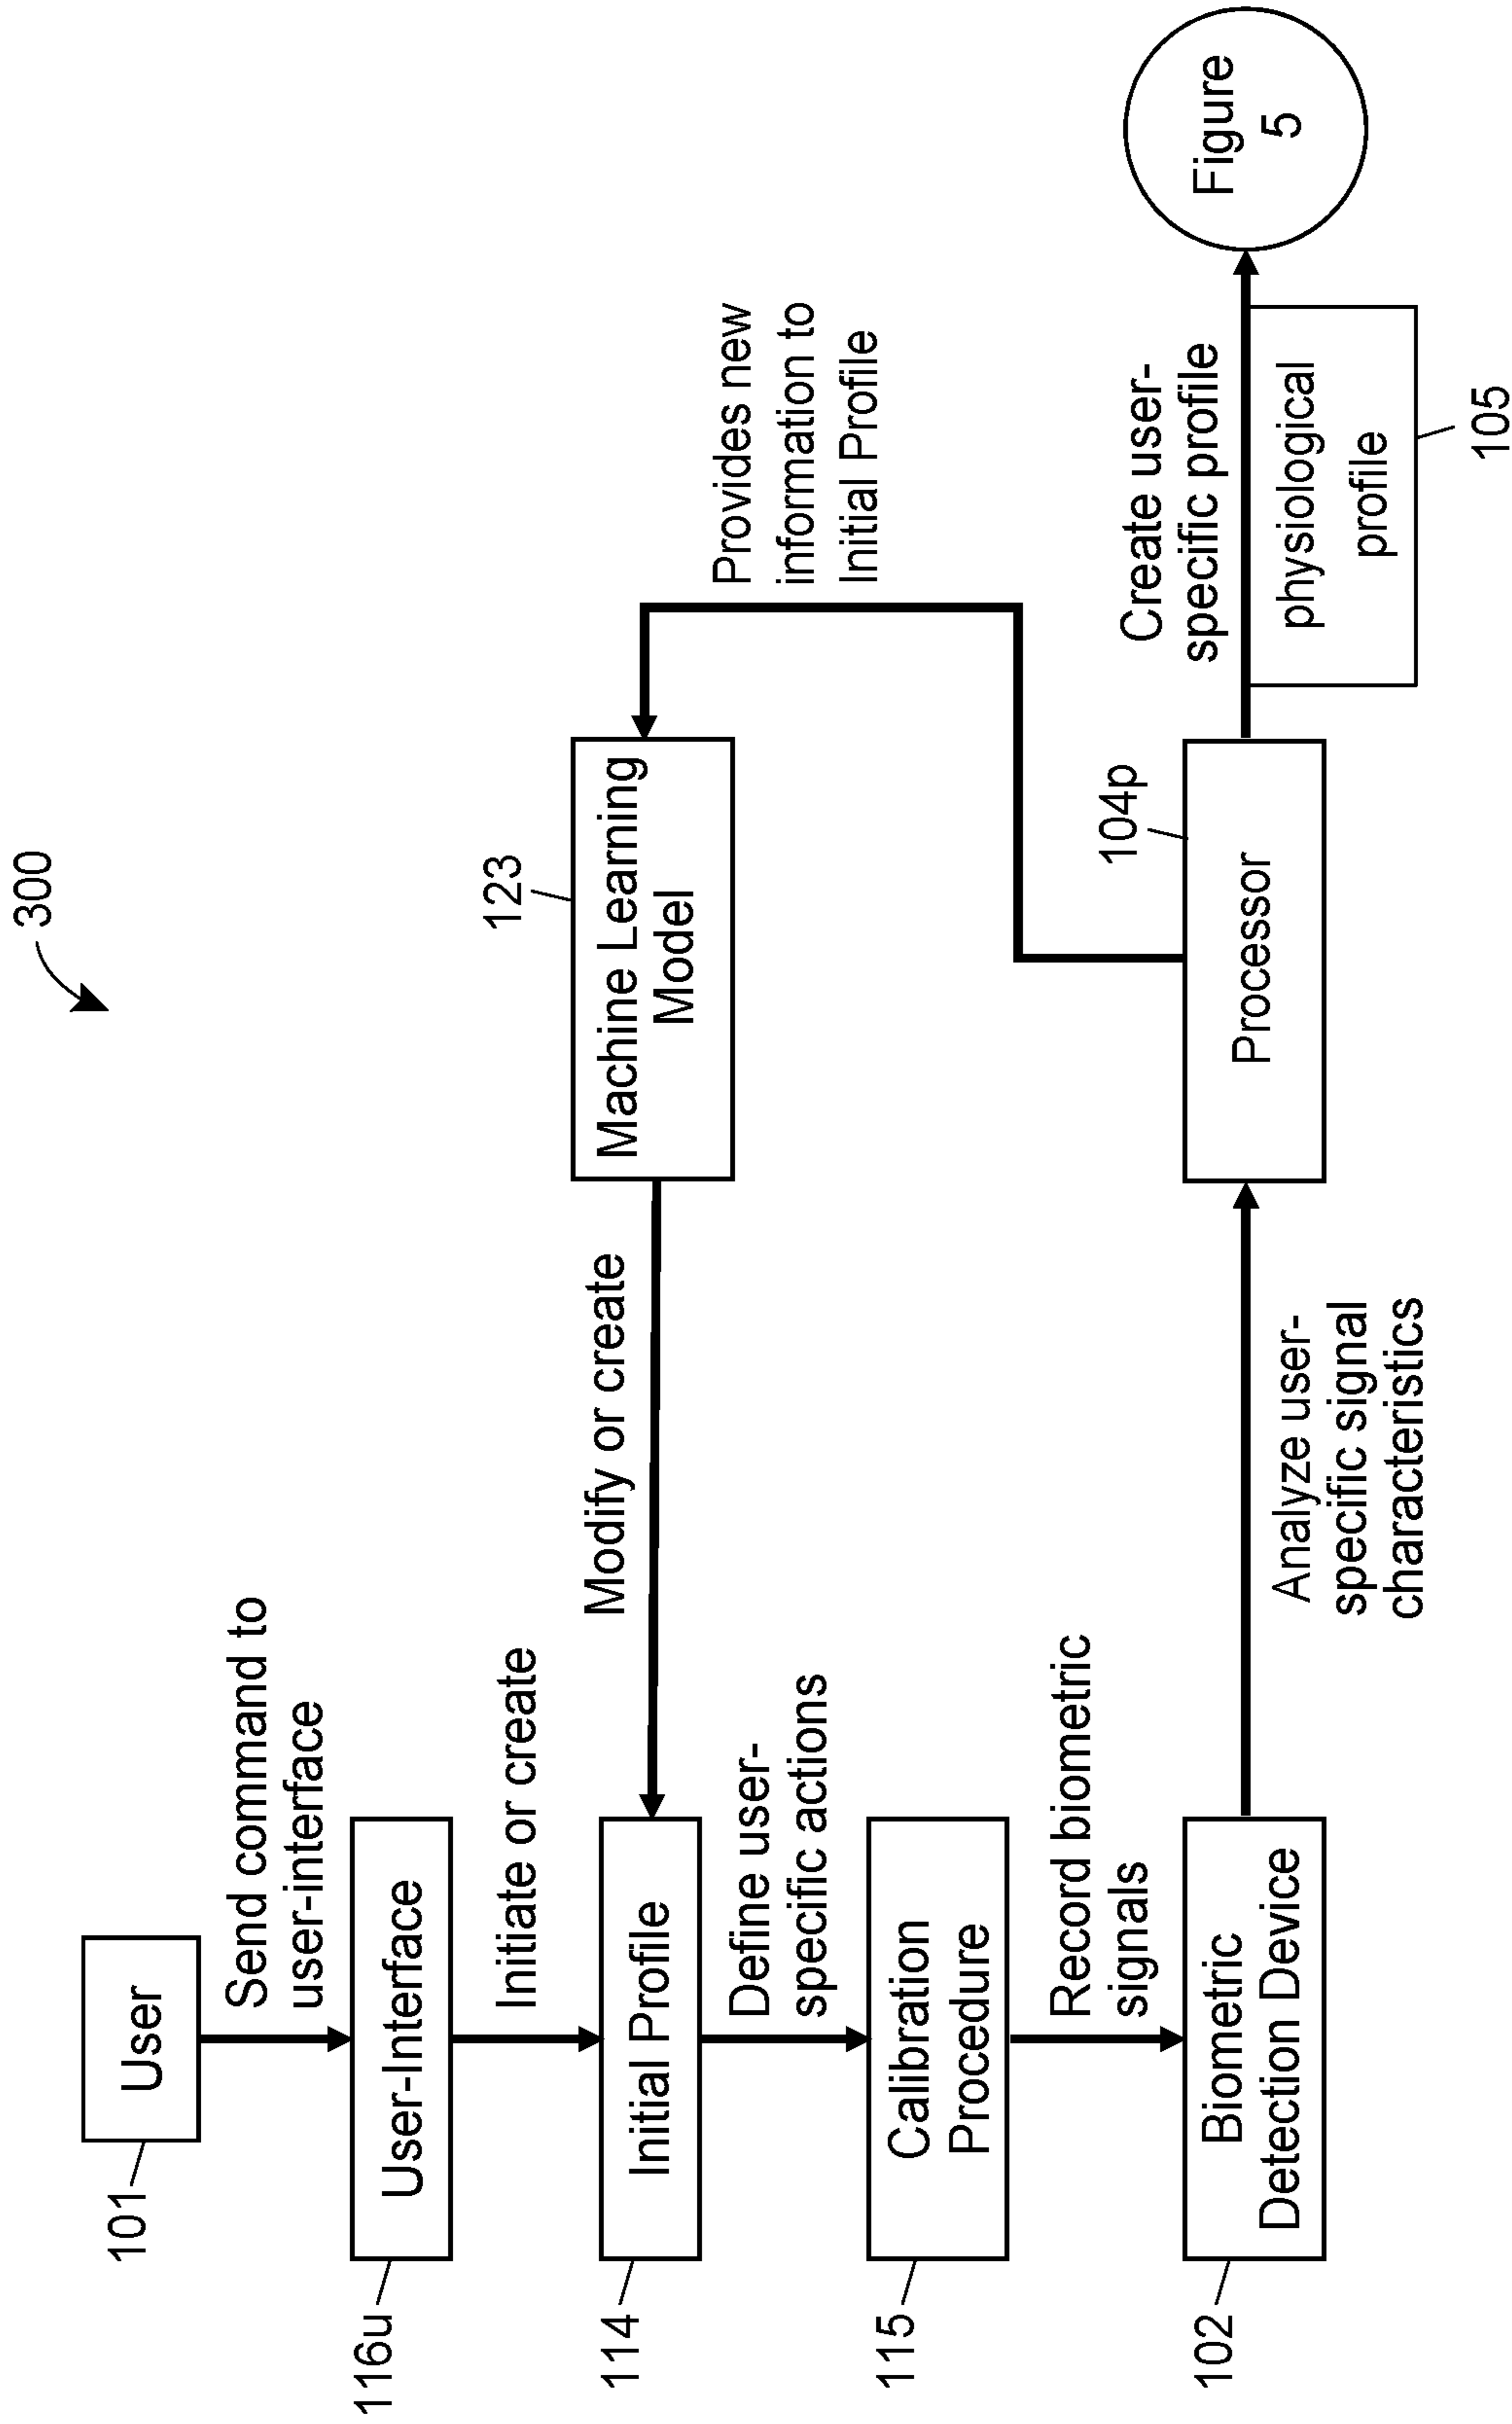 300
User
101
Send command to
user-interface
User-Interface
116u
Initiate or create
Initial Profile
114
Modify or create
Machine Learning
Model
123
Provides new
information to
Initial Profile
Define user-
specific actions
Calibration
Procedure
115
Record biometric
signals
Biometric
Detection Device
102
Analyze user-
specific signal
characteristics
Processor
104p
Create user-
specific profile
physiological
profile
105
Figure
5